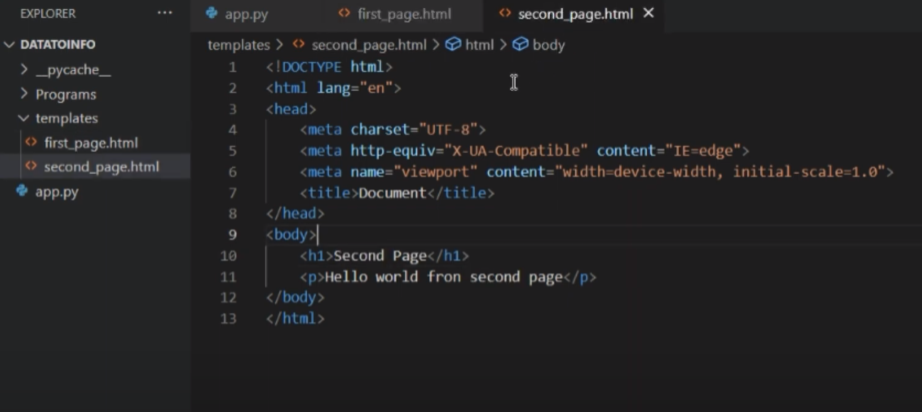 EXPLORER ... app.py first_page.html second_page.html
DATATOINFO templates > second_page.html > html > body
__pycache__
Programs
templates
first_page.html
second_page.html
app.py
1 <!DOCTYPE html>
2 <html lang="en">
3 <head>
4 <meta charset="UTF-8">
5 <meta http-equiv="X-UA-Compatible" content="IE=edge">
6 <meta name="viewport" content="width=device-width, initial-scale=1.0">
7 <title>Document</title>
8 </head>
9 <body>
10 <h1>Second Page</h1>
11 <p>Hello world fron second page</p>
12 </body>
13 </html>